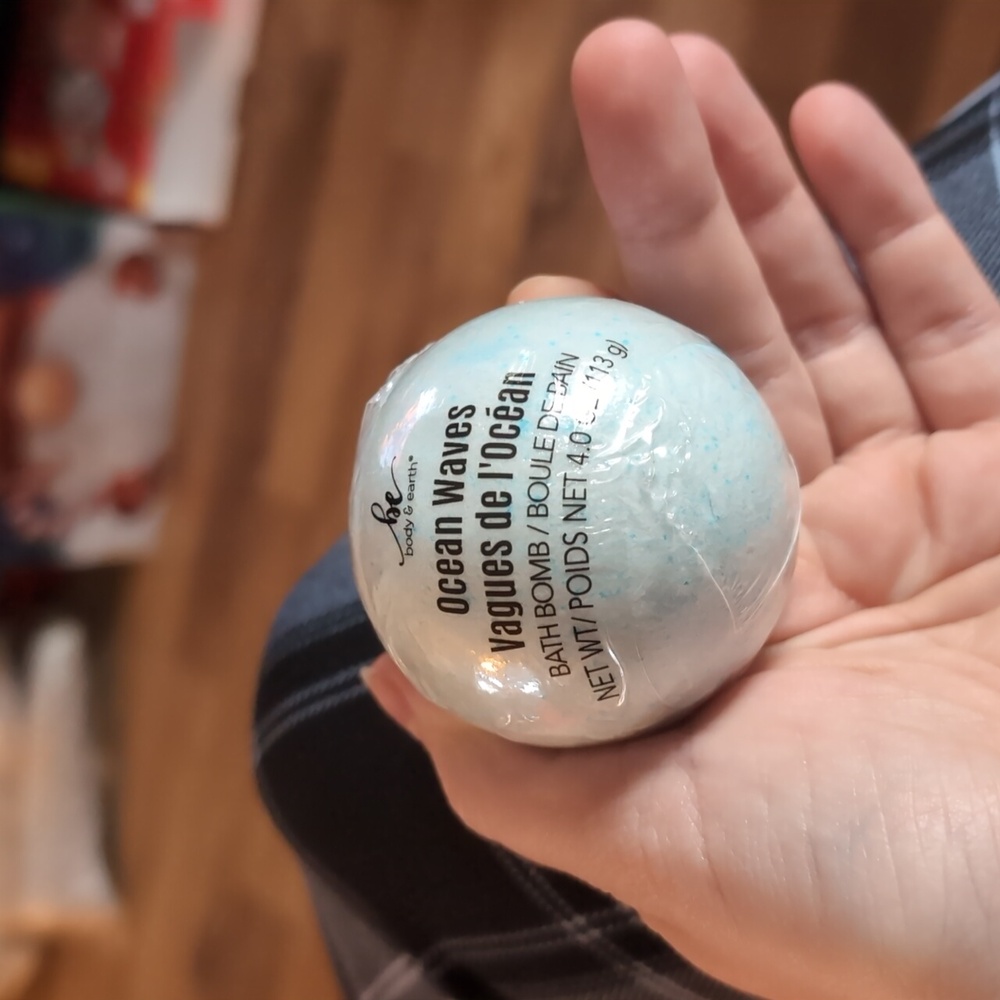 be
body & earth®
Ocean Waves
Vagues de l'Océan
BATH BOMB / BOULE DE BAIN
NET WT/ POIDS NET 4.0 OZ (113 g)